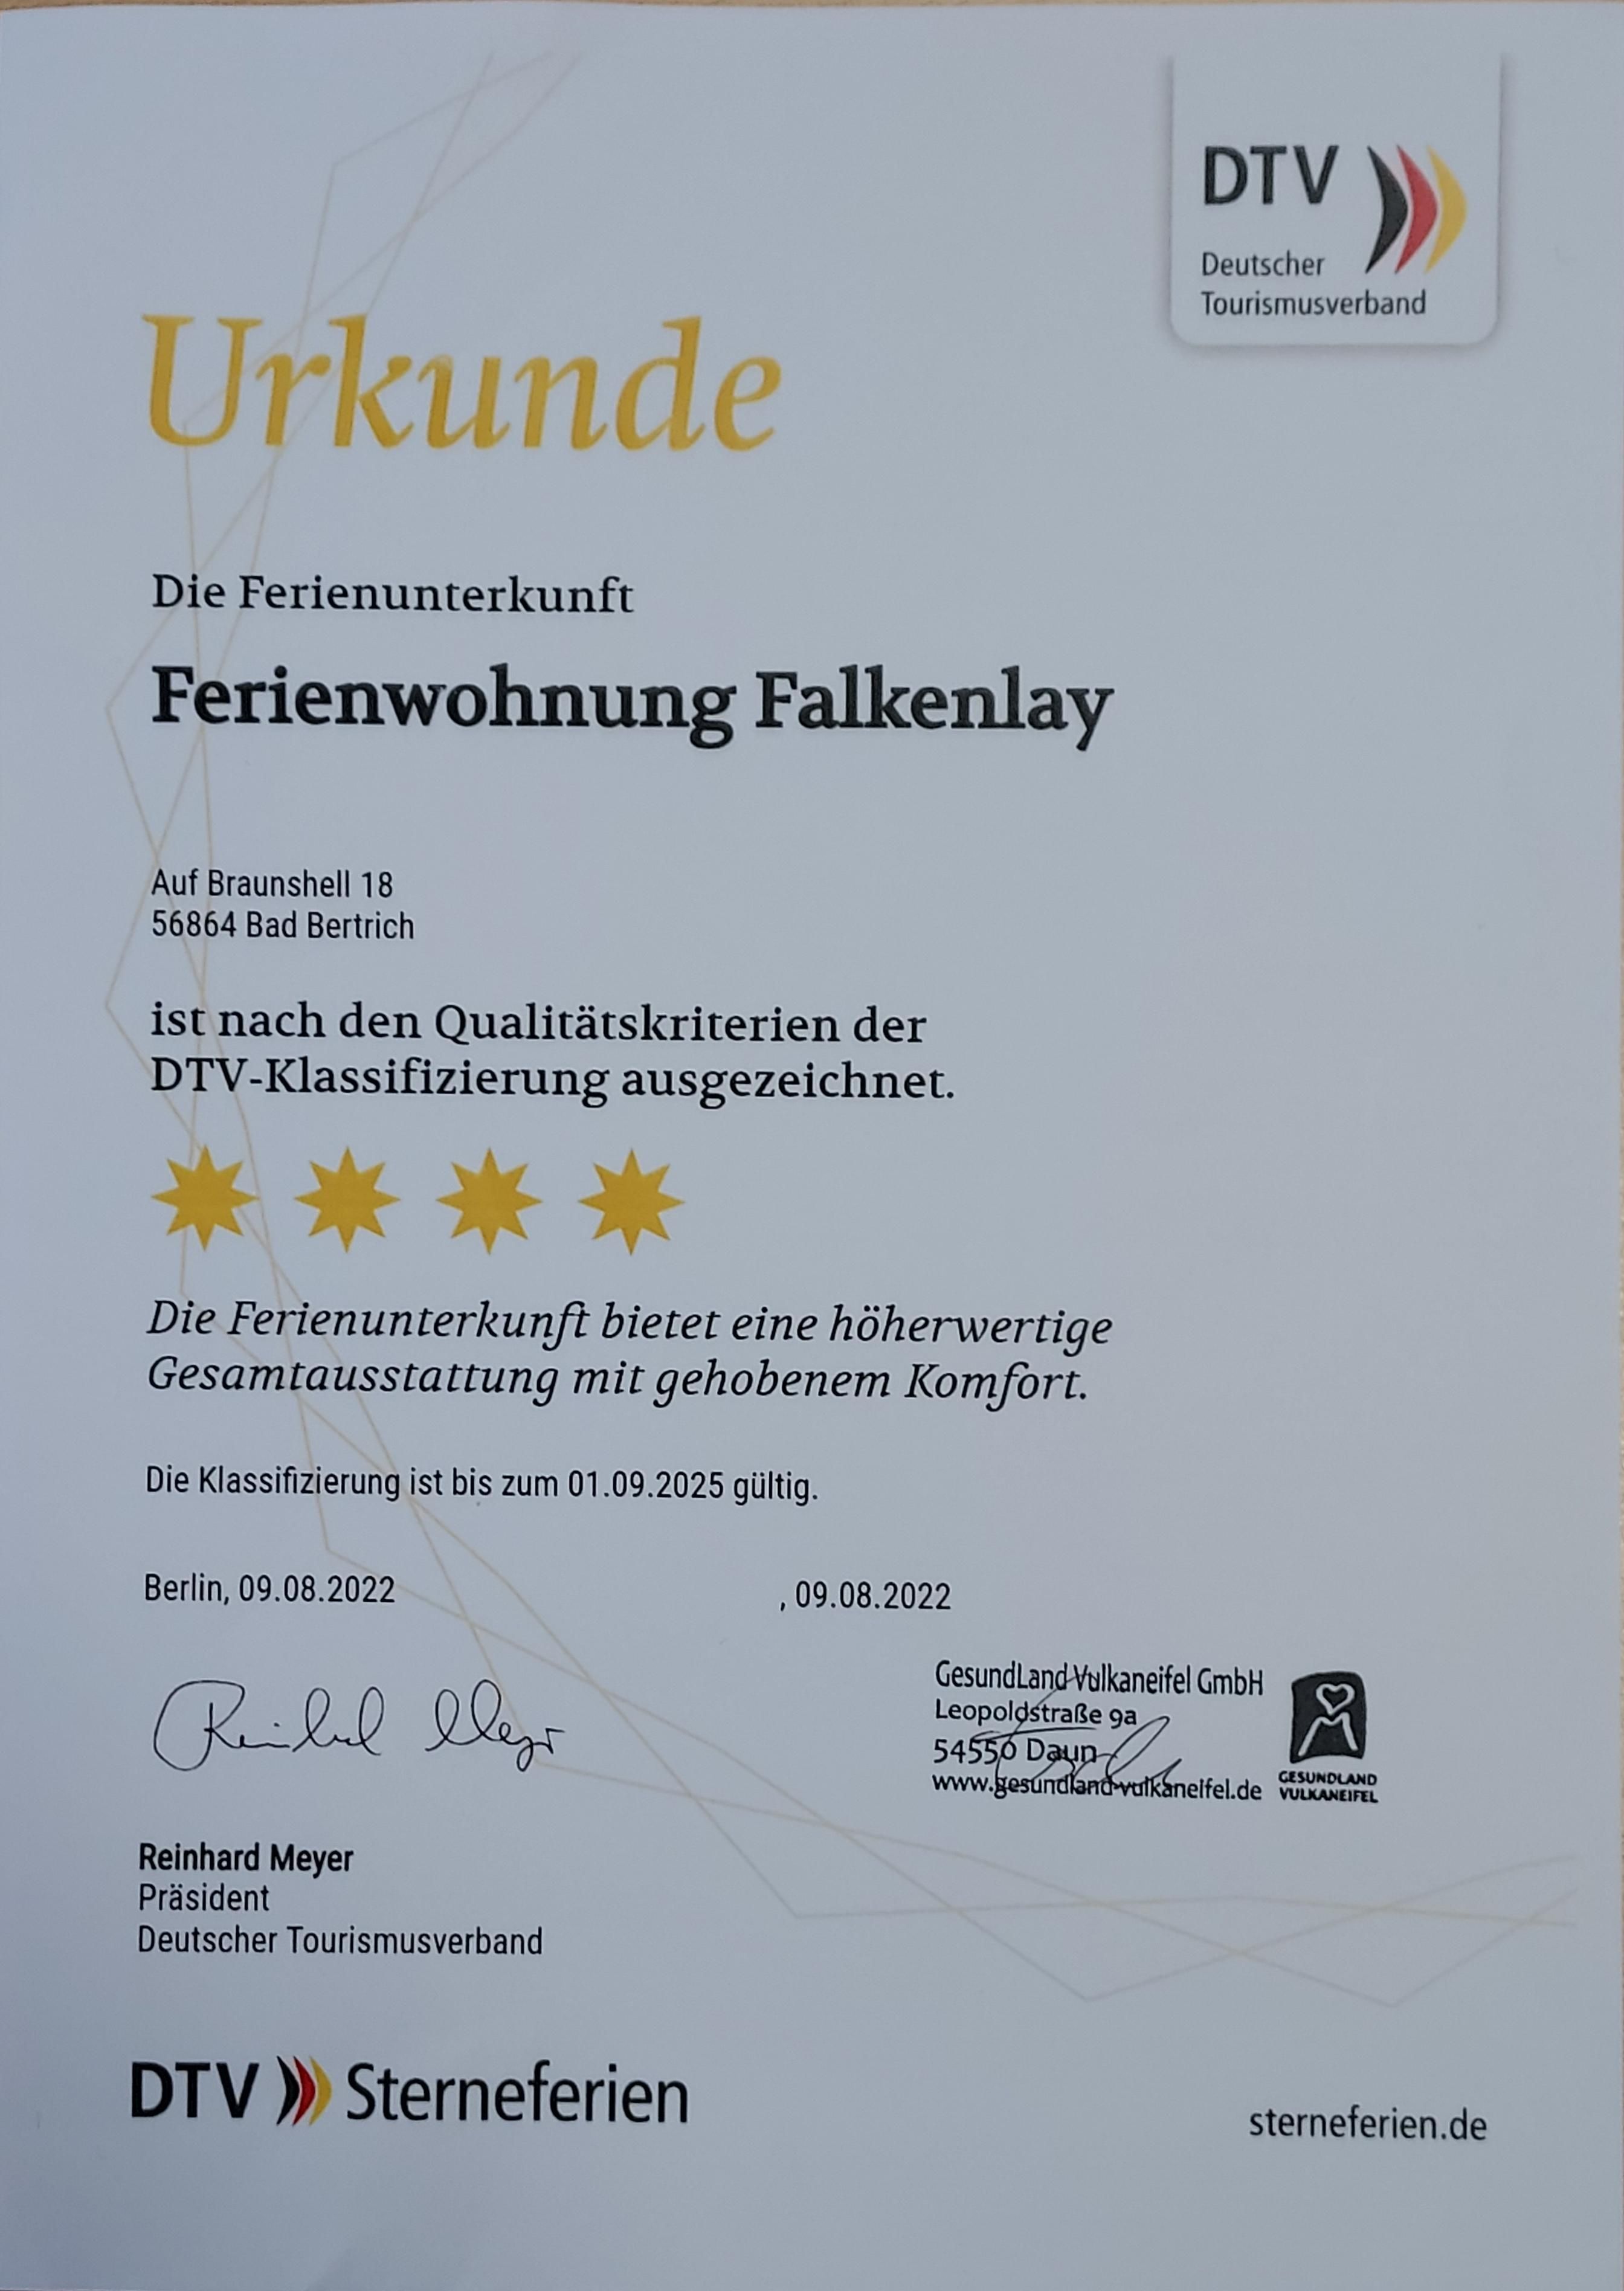 DTV
Deutscher
Tourismusverband
Urkunde
Die Ferienunterkunft
Ferienwohnung Falkenlay
Auf Braunshell 18
56864 Bad Bertrich
ist nach den Qualitätskriterien der
DTV-Klassifizierung ausgezeichnet.
Die Ferienunterkunft bietet eine höherwertige
Gesamtausstattung mit gehobenem Komfort.
Die Klassifizierung ist bis zum 01.09.2025 gültig.
Berlin, 09.08.2022
, 09.08.2022
Reinhard Meyer
GesundLand Vulkaneifel GmbH
Leopoldstraße 9a
54550 Daun
www.gesundland-vulkaneifel.de
GESUNDLAND
VULKANEIFEL
Reinhard Meyer
Präsident
Deutscher Tourismusverband
DTV Sterneferien
sterneferien.de